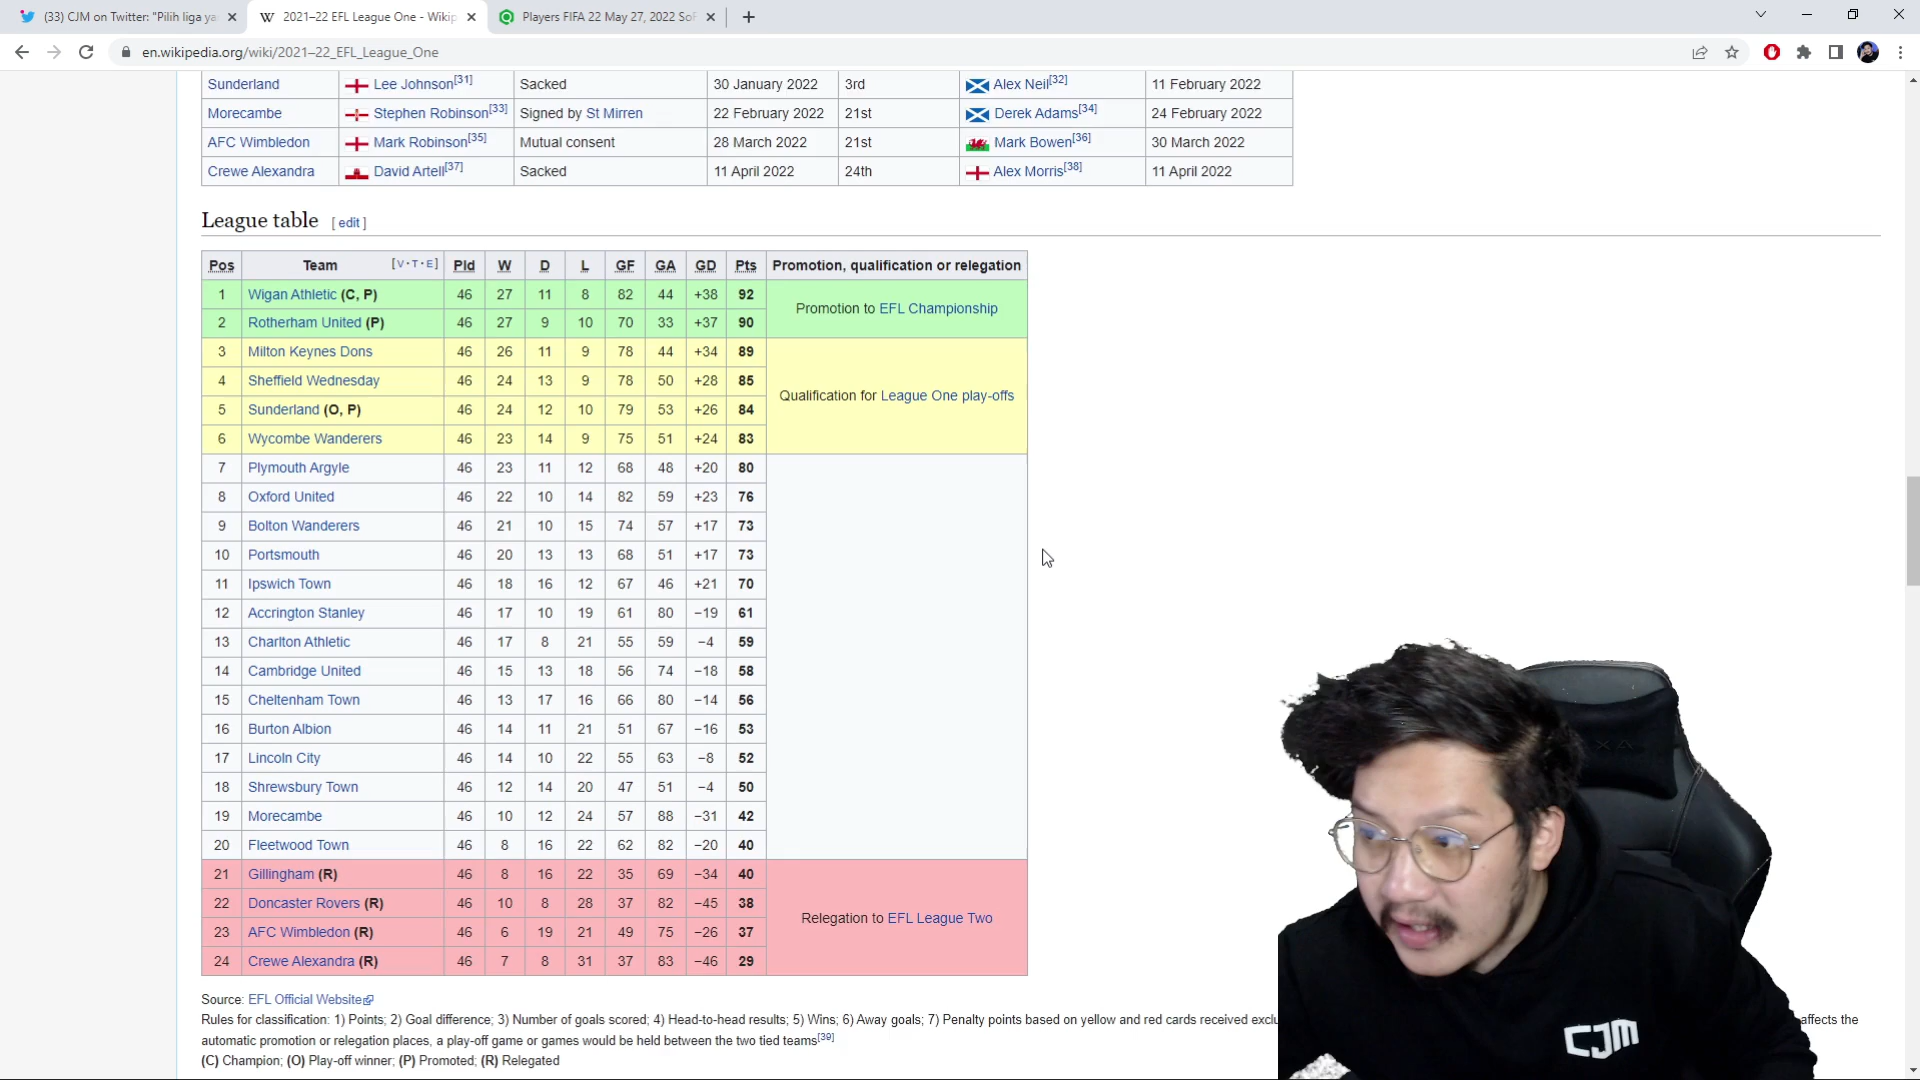 (33) CJM on Twitter: "Pilih liga ya
2021–22 EFL League One - Wikip
Players FIFA 22 May 27, 2022 SoF
en.wikipedia.org/wiki/2021–22_EFL_League_One
Sunderland Lee Johnson[31] Sacked 30 January 2022 3rd Alex Neil[32] 11 February 2022
Morecambe Stephen Robinson[33] Signed by St Mirren 22 February 2022 21st Derek Adams[34] 24 February 2022
AFC Wimbledon Mark Robinson[35] Mutual consent 28 March 2022 21st Mark Bowen[36] 30 March 2022
Crewe Alexandra David Artell[37] Sacked 11 April 2022 24th Alex Morris[38] 11 April 2022
League table [ edit ]
Pos Team [V·T·E] Pld W D L GF GA GD Pts Promotion, qualification or relegation
1 Wigan Athletic (C, P) 46 27 11 8 82 44 +38 92 Promotion to EFL Championship
2 Rotherham United (P) 46 27 9 10 70 33 +37 90
3 Milton Keynes Dons 46 26 11 9 78 44 +34 89
4 Sheffield Wednesday 46 24 13 9 78 50 +28 85 Qualification for League One play-offs
5 Sunderland (O, P) 46 24 12 10 79 53 +26 84
6 Wycombe Wanderers 46 23 14 9 75 51 +24 83
7 Plymouth Argyle 46 23 11 12 68 48 +20 80
8 Oxford United 46 22 10 14 82 59 +23 76
9 Bolton Wanderers 46 21 10 15 74 57 +17 73
10 Portsmouth 46 20 13 13 68 51 +17 73
11 Ipswich Town 46 18 16 12 67 46 +21 70
12 Accrington Stanley 46 17 10 19 61 80 −19 61
13 Charlton Athletic 46 17 8 21 55 59 −4 59
14 Cambridge United 46 15 13 18 56 74 −18 58
15 Cheltenham Town 46 13 17 16 66 80 −14 56
16 Burton Albion 46 14 11 21 51 67 −16 53
17 Lincoln City 46 14 10 22 55 63 −8 52
18 Shrewsbury Town 46 12 14 20 47 51 −4 50
19 Morecambe 46 10 12 24 57 88 −31 42
20 Fleetwood Town 46 8 16 22 62 82 −20 40
21 Gillingham (R) 46 8 16 22 35 69 −34 40 Relegation to EFL League Two
22 Doncaster Rovers (R) 46 10 8 28 37 82 −45 38
23 AFC Wimbledon (R) 46 6 19 21 49 75 −26 37
24 Crewe Alexandra (R) 46 7 8 31 37 83 −46 29
Source: EFL Official Website
Rules for classification: 1) Points; 2) Goal difference; 3) Number of goals scored; 4) Head-to-head results; 5) Wins; 6) Away goals; 7) Penalty points based on yellow and red cards received exclu affects the
automatic promotion or relegation places, a play-off game or games would be held between the two tied teams[39]
(C) Champion; (O) Play-off winner; (P) Promoted; (R) Relegated
CJM